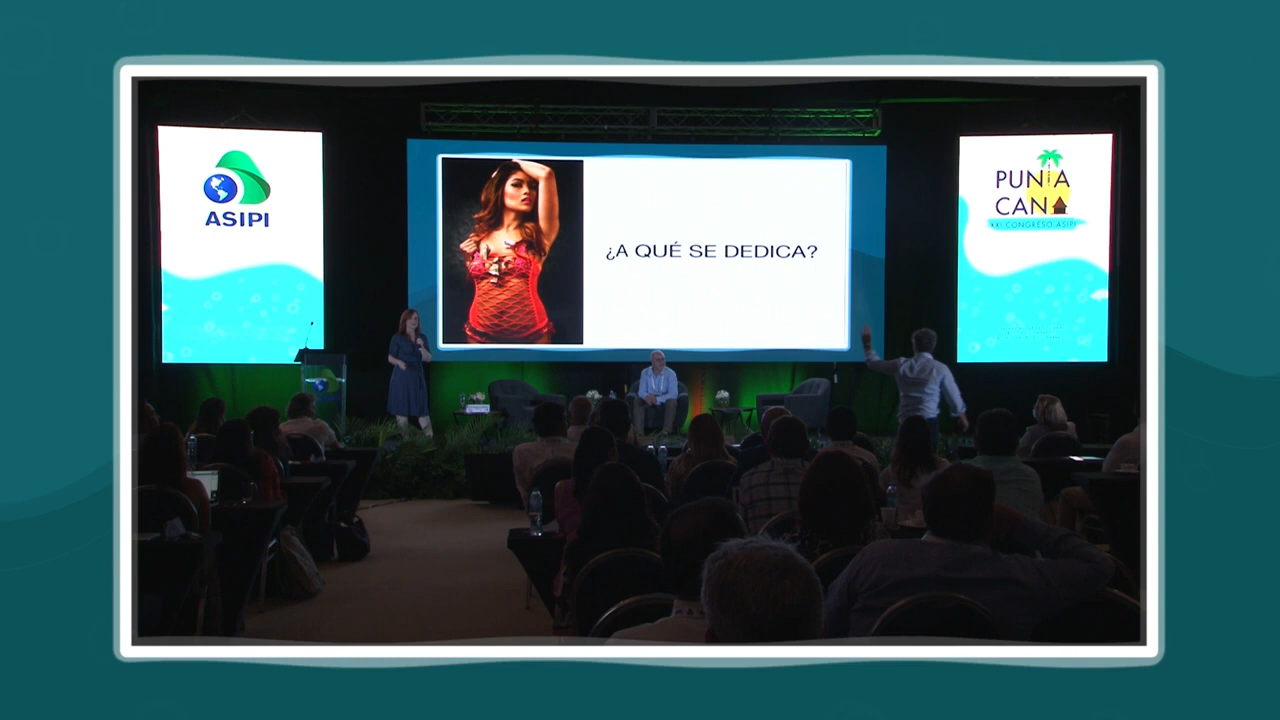 ASIPI
¿A QUÉ SE DEDICA?
PUNTA
CANA
XXI CONGRESO ASIPI